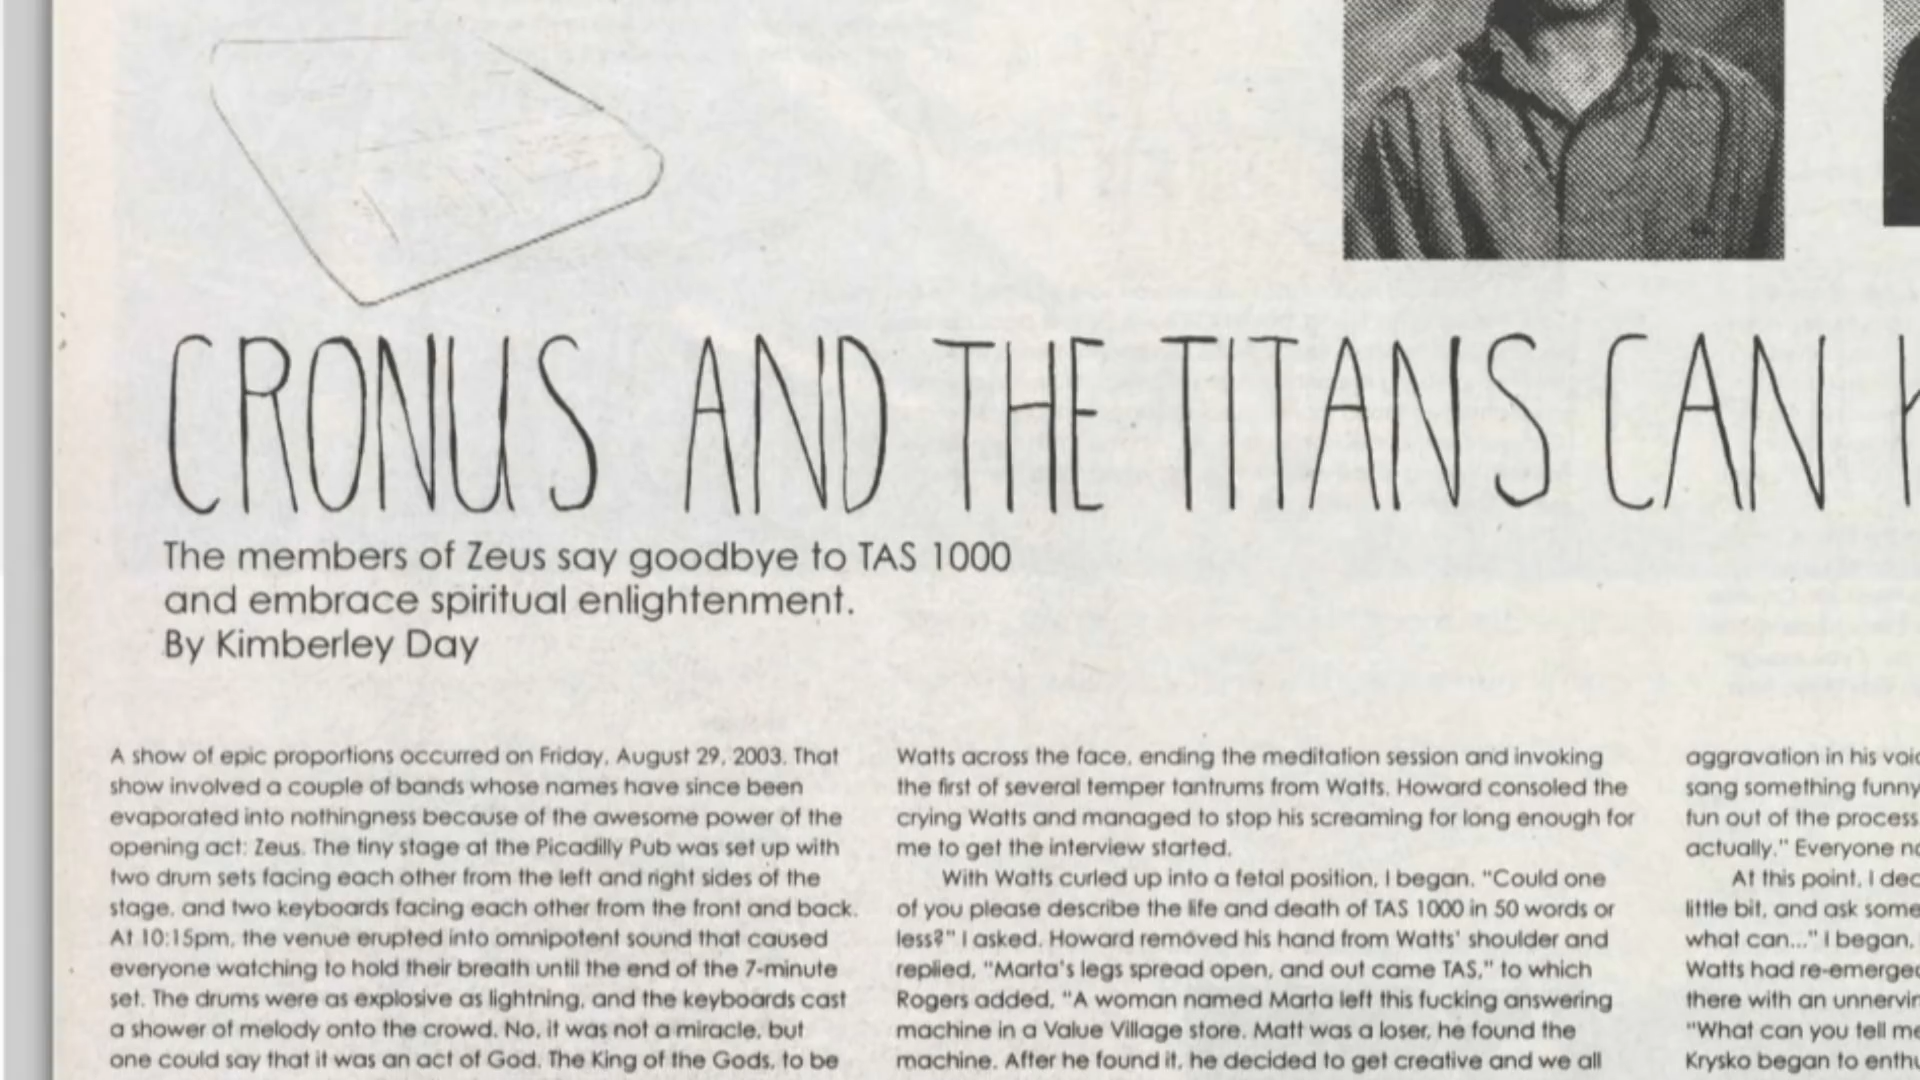 CRONUS AND THE TITANS CAN
The members of Zeus say goodbye to TAS 1000
and embrace spiritual enlightenment.
By Kimberley Day
A show of epic proportions occurred on Friday, August 29, 2003. That
show involved a couple of bands whose names have since been
evaporated into nothingness because of the awesome power of the
opening act: Zeus. The tiny stage at the Picadilly Pub was set up with
two drum sets facing each other from the left and right sides of the
stage, and two keyboards facing each other from the front and back.
At 10:15pm, the venue erupted into omnipotent sound that caused
everyone watching to hold their breath until the end of the 7-minute
set. The drums were as explosive as lightning, and the keyboards cast
a shower of melody onto the crowd. No, it was not a miracle, but
one could say that it was an act of God. The King of the Gods, to be
Watts across the face, ending the meditation session and invoking
the first of several temper tantrums from Watts. Howard consoled the
crying Watts and managed to stop his screaming for long enough for
me to get the interview started.
With Watts curled up into a fetal position, I began. "Could one
of you please describe the life and death of TAS 1000 in 50 words or
less?" I asked. Howard removed his hand from Watts' shoulder and
replied, "Marta's legs spread open, and out came TAS," to which
Rogers added, "A woman named Marta left this fucking answering
machine in a Value Village store. Matt was a loser, he found the
machine. After he found it, he decided to get creative and we all
aggravation in his
sang something funny
fun out of the process
actually." Everyone
At this point, I
little bit, and ask
what can..." I began.
Watts had
there with an
"What can you tell
Krysko began to